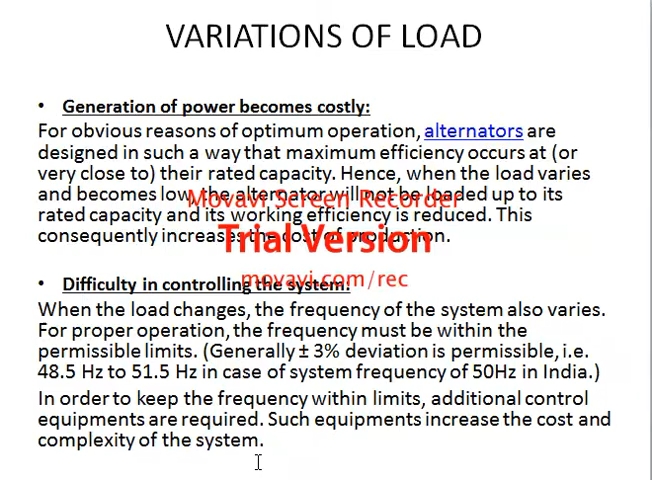 VARIATIONS OF LOAD
• Generation of power becomes costly:
For obvious reasons of optimum operation, alternators are
designed in such a way that maximum efficiency occurs at (or
very close to) their rated capacity. Hence, when the load varies
and becomes low, the alternator will not be loaded up to its
Movavi Screen Recorder
rated capacity and its working efficiency is reduced. This
consequently increases the cost of production.
Trial Version
• Difficulty in controlling the system:
movavi.com/rec
When the load changes, the frequency of the system also varies.
For proper operation, the frequency must be within the
permissible limits. (Generally ± 3% deviation is permissible, i.e.
48.5 Hz to 51.5 Hz in case of system frequency of 50Hz in India.)
In order to keep the frequency within limits, additional control
equipments are required. Such equipments increase the cost and
complexity of the system.